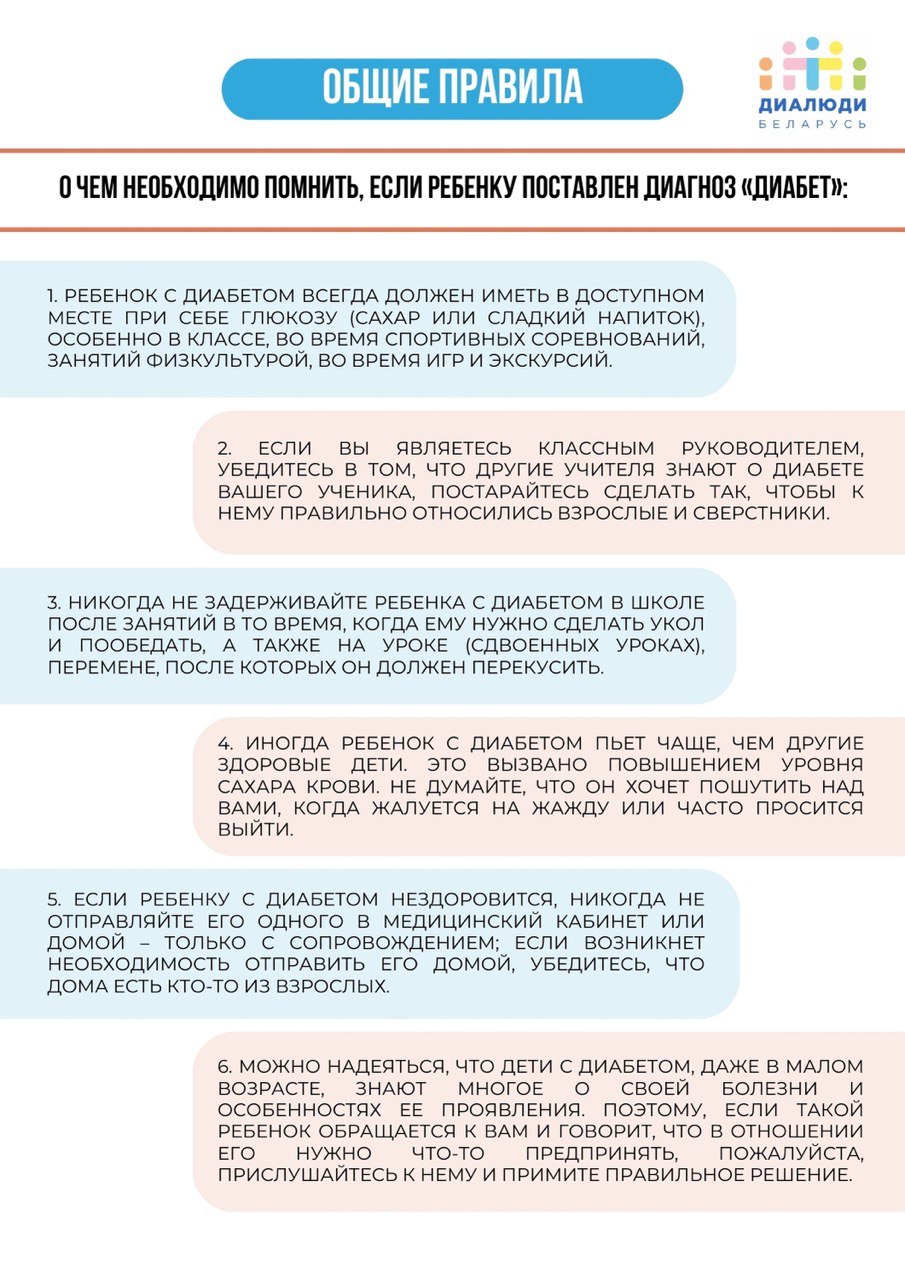 ОБЩИЕ ПРАВИЛА
ДИАЛЮДИ
БЕЛАРУСЬ
О ЧЕМ НЕОБХОДИМО ПОМНИТЬ, ЕСЛИ РЕБЕНКУ ПОСТАВЛЕН ДИАГНОЗ «ДИАБЕТ»:
1. РЕБЕНОК С ДИАБЕТОМ ВСЕГДА ДОЛЖЕН ИМЕТЬ В ДОСТУПНОМ
МЕСТЕ ПРИ СЕБЕ ГЛЮКОЗУ (САХАР ИЛИ СЛАДКИЙ НАПИТОК),
ОСОБЕННО В КЛАССЕ, ВО ВРЕМЯ СПОРТИВНЫХ СОРЕВНОВАНИЙ,
ЗАНЯТИЙ ФИЗКУЛЬТУРОЙ, ВО ВРЕМЯ ИГР И ЭКСКУРСИЙ.
2. ЕСЛИ ВЫ ЯВЛЯЕТЕСЬ КЛАССНЫМ РУКОВОДИТЕЛЕМ,
УБЕДИТЕСЬ В ТОМ, ЧТО ДРУГИЕ УЧИТЕЛЯ ЗНАЮТ О ДИАБЕТЕ
ВАШЕГО УЧЕНИКА, ПОСТАРАЙТЕСЬ СДЕЛАТЬ ТАК, ЧТОБЫ К
НЕМУ ПРАВИЛЬНО ОТНОСИЛИСЬ ВЗРОСЛЫЕ И СВЕРСТНИКИ.
3. НИКОГДА НЕ ЗАДЕРЖИВАЙТЕ РЕБЕНКА С ДИАБЕТОМ В ШКОЛЕ
ПОСЛЕ ЗАНЯТИЙ В ТО ВРЕМЯ, КОГДА ЕМУ НУЖНО СДЕЛАТЬ УКОЛ
И ПООБЕДАТЬ, А ТАКЖЕ НА УРОКЕ (СДВОЕННЫХ УРОКАХ),
ПЕРЕМЕНЕ, ПОСЛЕ КОТОРЫХ ОН ДОЛЖЕН ПЕРЕКУСИТЬ.
4. ИНОГДА РЕБЕНОК С ДИАБЕТОМ ПЬЕТ ЧАЩЕ, ЧЕМ ДРУГИЕ
ЗДОРОВЫЕ ДЕТИ. ЭТО ВЫЗВАНО ПОВЫШЕНИЕМ УРОВНЯ
САХАРА КРОВИ. НЕ ДУМАЙТЕ, ЧТО ОН ХОЧЕТ ПОШУТИТЬ НАД
ВАМИ, КОГДА ЖАЛУЕТСЯ НА ЖАЖДУ ИЛИ ЧАСТО ПРОСИТСЯ
ВЫЙТИ.
5. ЕСЛИ РЕБЕНКУ С ДИАБЕТОМ НЕЗДОРОВИТСЯ, НИКОГДА НЕ
ОТПРАВЛЯЙТЕ ЕГО ОДНОГО В МЕДИЦИНСКИЙ КАБИНЕТ ИЛИ
ДОМОЙ – ТОЛЬКО С СОПРОВОЖДЕНИЕМ; ЕСЛИ ВОЗНИКНЕТ
НЕОБХОДИМОСТЬ ОТПРАВИТЬ ЕГО ДОМОЙ, УБЕДИТЕСЬ, ЧТО
ДОМА ЕСТЬ КТО-ТО ИЗ ВЗРОСЛЫХ.
6. МОЖНО НАДЕЯТЬСЯ, ЧТО ДЕТИ С ДИАБЕТОМ, ДАЖЕ В МАЛОМ
ВОЗРАСТЕ, ЗНАЮТ МНОГОЕ О СВОЕЙ БОЛЕЗНИ И
ОСОБЕННОСТЯХ ЕЕ ПРОЯВЛЕНИЯ. ПОЭТОМУ, ЕСЛИ ТАКОЙ
РЕБЕНОК ОБРАЩАЕТСЯ К ВАМ И ГОВОРИТ, ЧТО В ОТНОШЕНИИ
ЕГО НУЖНО ЧТО-ТО ПРЕДПРИНЯТЬ, ПОЖАЛУЙСТА,
ПРИСЛУШАЙТЕСЬ К НЕМУ И ПРИМИТЕ ПРАВИЛЬНОЕ РЕШЕНИЕ.